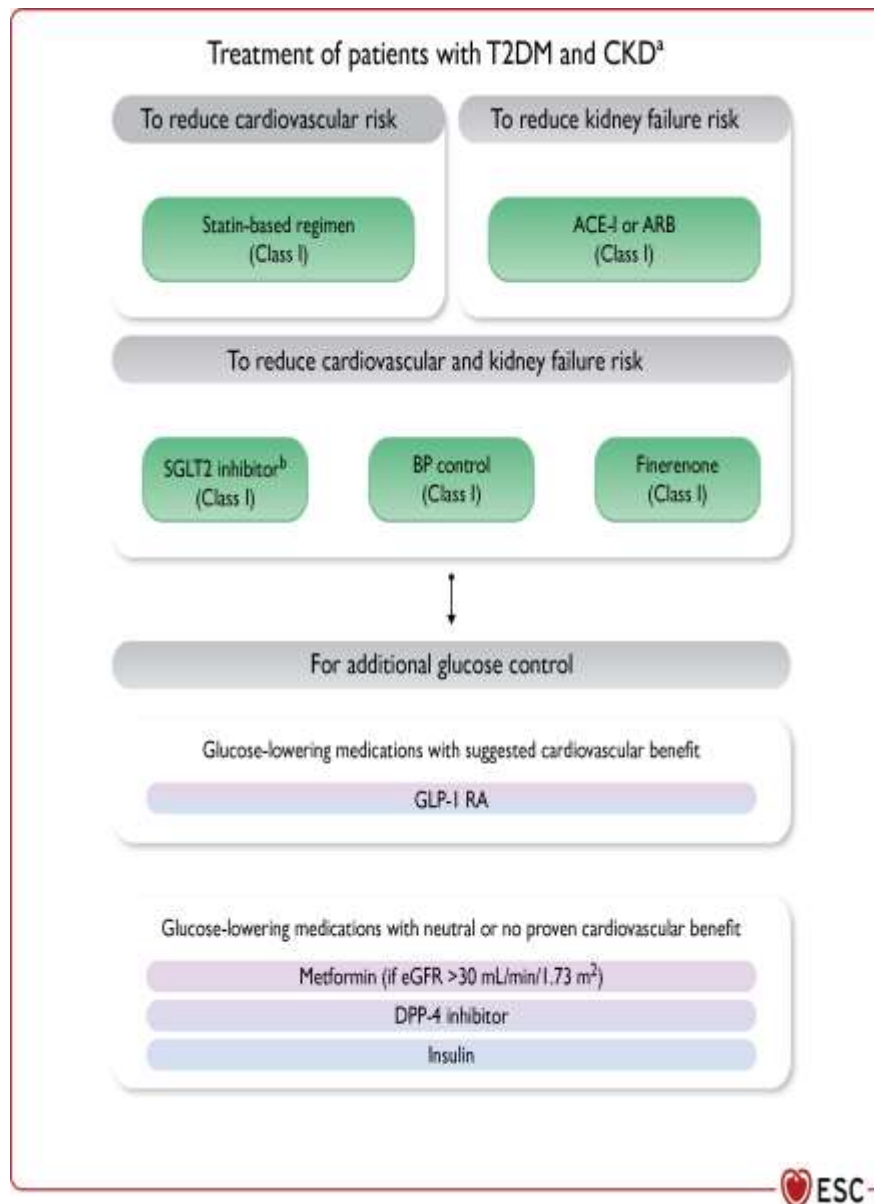 Treatment of patients with T2DM and CKDᵃ
To reduce cardiovascular risk
To reduce kidney failure risk
Statin-based regimen
(Class I)
ACE-I or ARB
(Class I)
To reduce cardiovascular and kidney failure risk
SGLT2 inhibitorᵇ
(Class I)
BP control
(Class I)
Finerenone
(Class I)
For additional glucose control
Glucose-lowering medications with suggested cardiovascular benefit
GLP-1 RA
Glucose-lowering medications with neutral or no proven cardiovascular benefit
Metformin (if eGFR >30 mL/min/1.73 m²)
DPP-4 inhibitor
Insulin
ESC